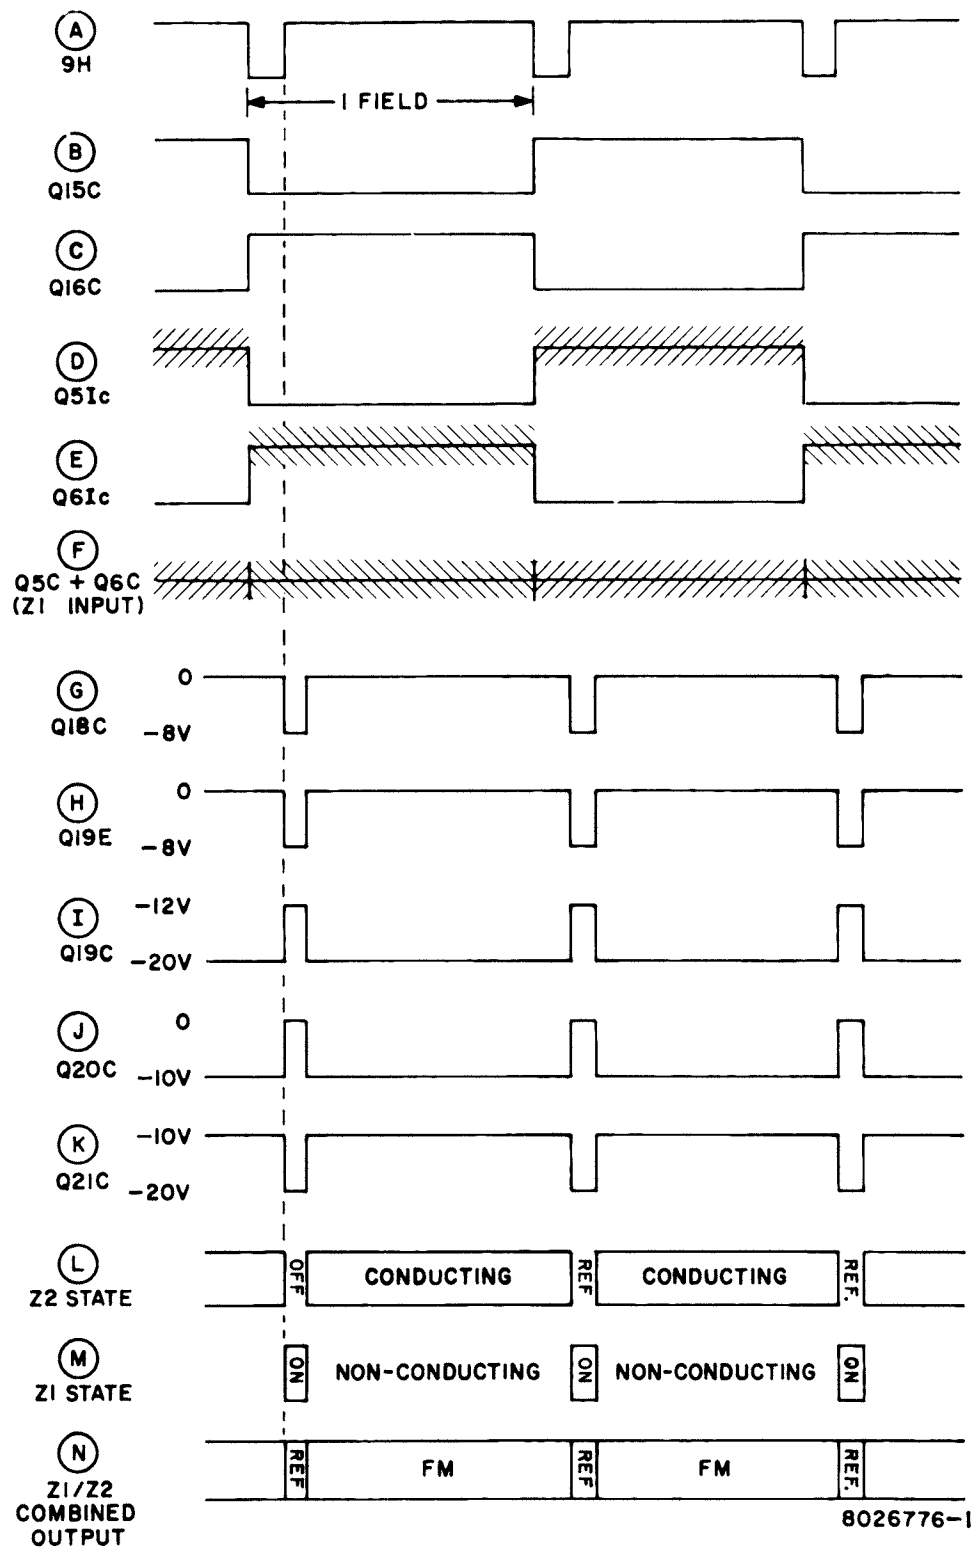 A
9H
1 FIELD
B
Q15C
C
Q16C
D
Q5Ic
E
Q6Ic
F
Q5C + Q6C
(Z1 INPUT)
G
Q18C
0
-8V
H
Q19E
0
-8V
I
Q19C
-12V
-20V
J
Q20C
0
-10V
K
Q21C
-10V
-20V
L
Z2 STATE
OFF
CONDUCTING
REF
CONDUCTING
REF.
M
Z1 STATE
ON
NON-CONDUCTING
ON
NON-CONDUCTING
ON
N
Z1/Z2
COMBINED
OUTPUT
REF
FM
REF
FM
REF.
8026776-1